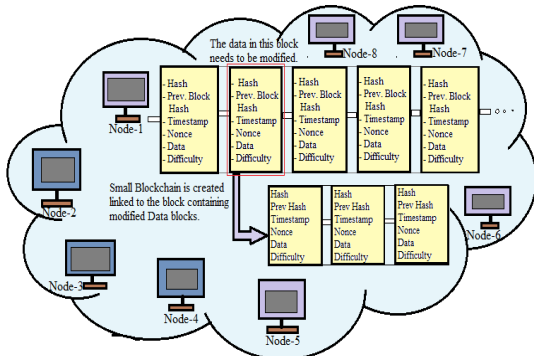 The data in this block
needs to be modified.
Node-8
Node-7
Node-1
- Hash
- Prev. Block
Hash
- Timestamp
- Nonce
- Data
- Difficulty
- Hash
- Prev. Block
Hash
- Timestamp
- Nonce
- Data
- Difficulty
- Hash
- Prev. Block
Hash
- Timestamp
- Nonce
- Data
- Difficulty
- Hash
- Prev. Block
Hash
- Timestamp
- Nonce
- Data
- Difficulty
- Hash
- Prev. Block
Hash
- Timestamp
- Nonce
- Data
- Difficulty
Small Blockchain is created
linked to the block containing
modified Data blocks.
Hash
Prev Hash
Timestamp
Nonce
Data
Difficulty
Hash
Prev Hash
Timestamp
Nonce
Data
Difficulty
Hash
Prev Hash
Timestamp
Nonce
Data
Difficulty
Node-2
Node-6
Node-3
Node-4
Node-5